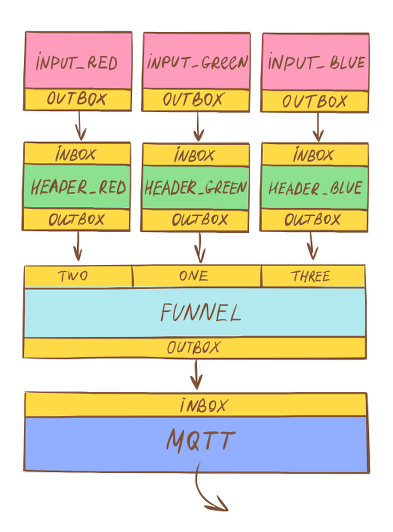 INPUT_RED INPUT_GREEN INPUT_BLUE
OUTBOX OUTBOX OUTBOX
INBOX INBOX INBOX
HEADER_RED HEADER_GREEN HEADER_BLUE
OUTBOX OUTBOX OUTBOX
TWO ONE THREE
FUNNEL
OUTBOX
INBOX
MQTT